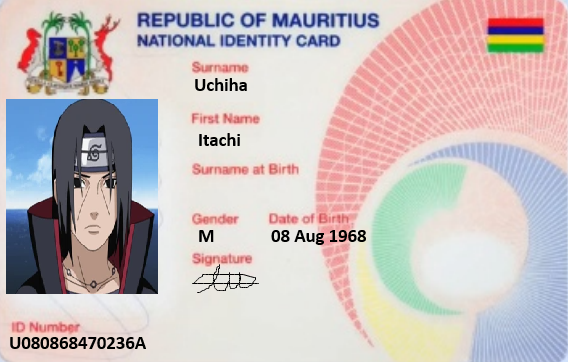 REPUBLIC OF MAURITIUS
NATIONAL IDENTITY CARD
Surname
Uchiha
First Name
Itachi
Surname at Birth
Gender Date of Birth
M 08 Aug 1968
Signature
ID Number
U080868470236A